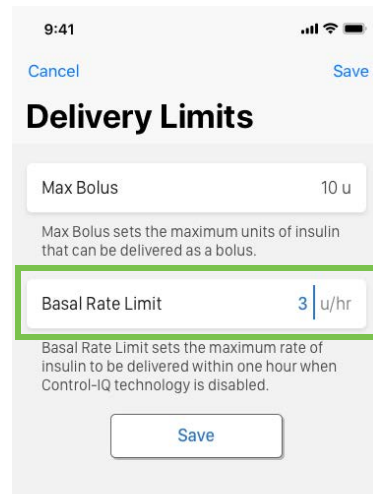 9:41
Cancel Save
Delivery Limits
Max Bolus 10 u
Max Bolus sets the maximum units of insulin
that can be delivered as a bolus.
Basal Rate Limit 3 u/hr
Basal Rate Limit sets the maximum rate of
insulin to be delivered within one hour when
Control-IQ technology is disabled.
Save